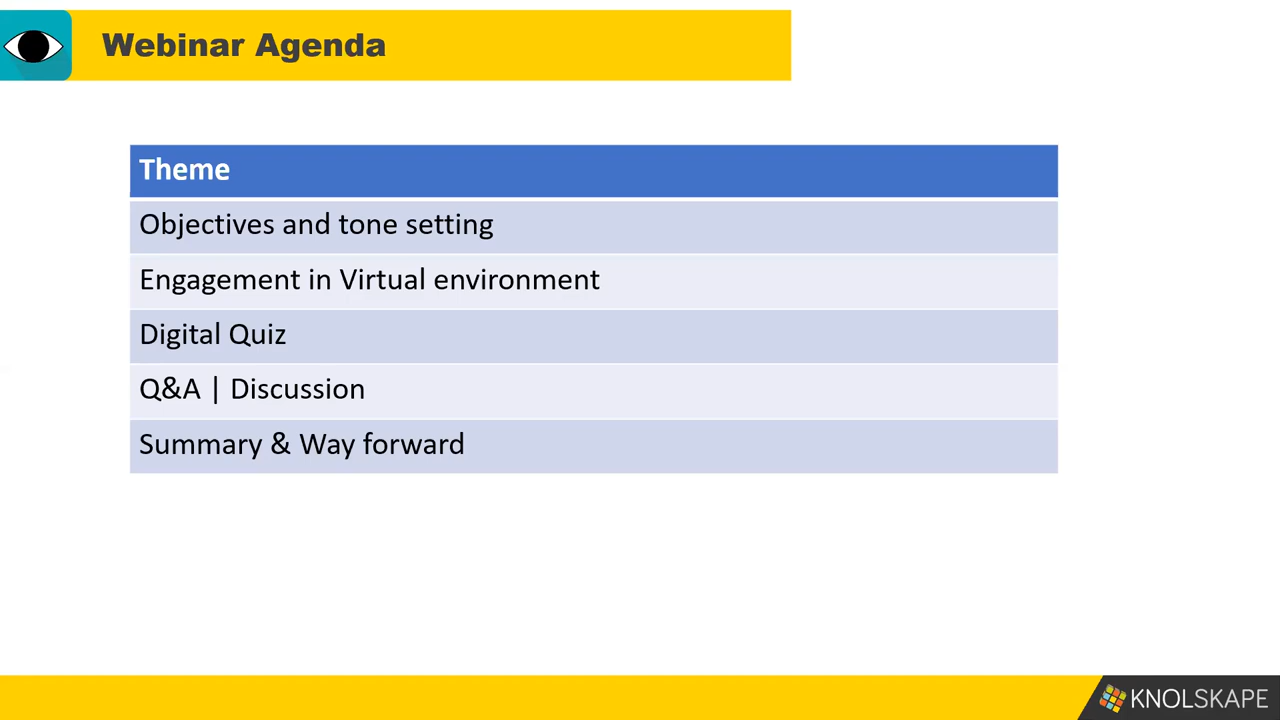 Webinar Agenda
Theme
Objectives and tone setting
Engagement in Virtual environment
Digital Quiz
Q&A | Discussion
Summary & Way forward
KNOLSKAPE